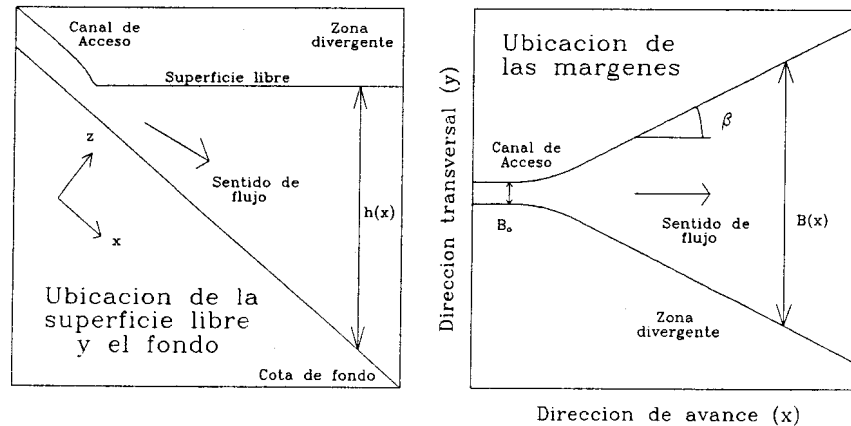 Canal de
Acceso
Zona
divergente
Superficie libre
z
Sentido de
flujo
h(x)
x
Ubicacion de la
superficie libre
y el fondo
Cota de fondo
Ubicacion de
las margenes
β
Canal de
Acceso
Bₒ
Sentido de
flujo
B(x)
Zona
divergente
Direccion transversal (y)
Direccion de avance (x)